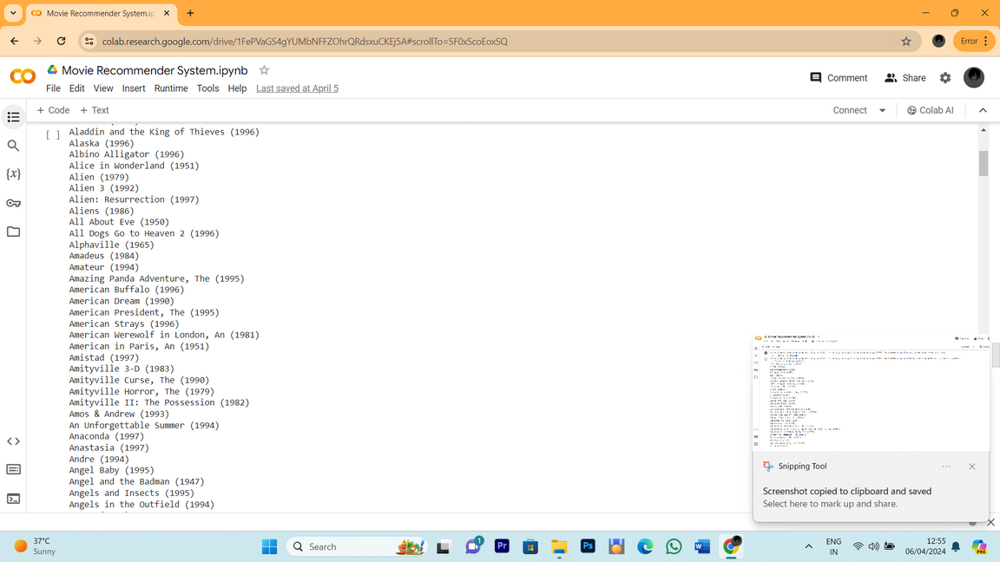 Movie Recommender System.ip
colab.research.google.com/drive/1FePVaGS4gYUMbNFFZOhrQRdsxuCKEj5A#scrollTo=SF0xScoEoxSQ
Error
Movie Recommender System.ipynb
File Edit View Insert Runtime Tools Help Last saved at April 5
Comment Share
+ Code + Text
Connect Colab AI
[ ]
Aladdin and the King of Thieves (1996)
Alaska (1996)
Albino Alligator (1996)
Alice in Wonderland (1951)
Alien (1979)
Alien 3 (1992)
Alien: Resurrection (1997)
Aliens (1986)
All About Eve (1950)
All Dogs Go to Heaven 2 (1996)
Alphaville (1965)
Amadeus (1984)
Amateur (1994)
Amazing Panda Adventure, The (1995)
American Buffalo (1996)
American Dream (1990)
American President, The (1995)
American Strays (1996)
American Werewolf in London, An (1981)
American in Paris, An (1951)
Amistad (1997)
Amityville 3-D (1983)
Amityville Curse, The (1990)
Amityville Horror, The (1979)
Amityville II: The Possession (1982)
Amos & Andrew (1993)
An Unforgettable Summer (1994)
Anaconda (1997)
Anastasia (1997)
Andre (1994)
Angel Baby (1995)
Angel and the Badman (1947)
Angels and Insects (1995)
Angels in the Outfield (1994)
{x}
Snipping Tool
Screenshot copied to clipboard and saved
Select here to mark up and share.
37°C
Sunny
Search
1
Pr
Ps
W
ENG
IN
12:55
06/04/2024
PRE